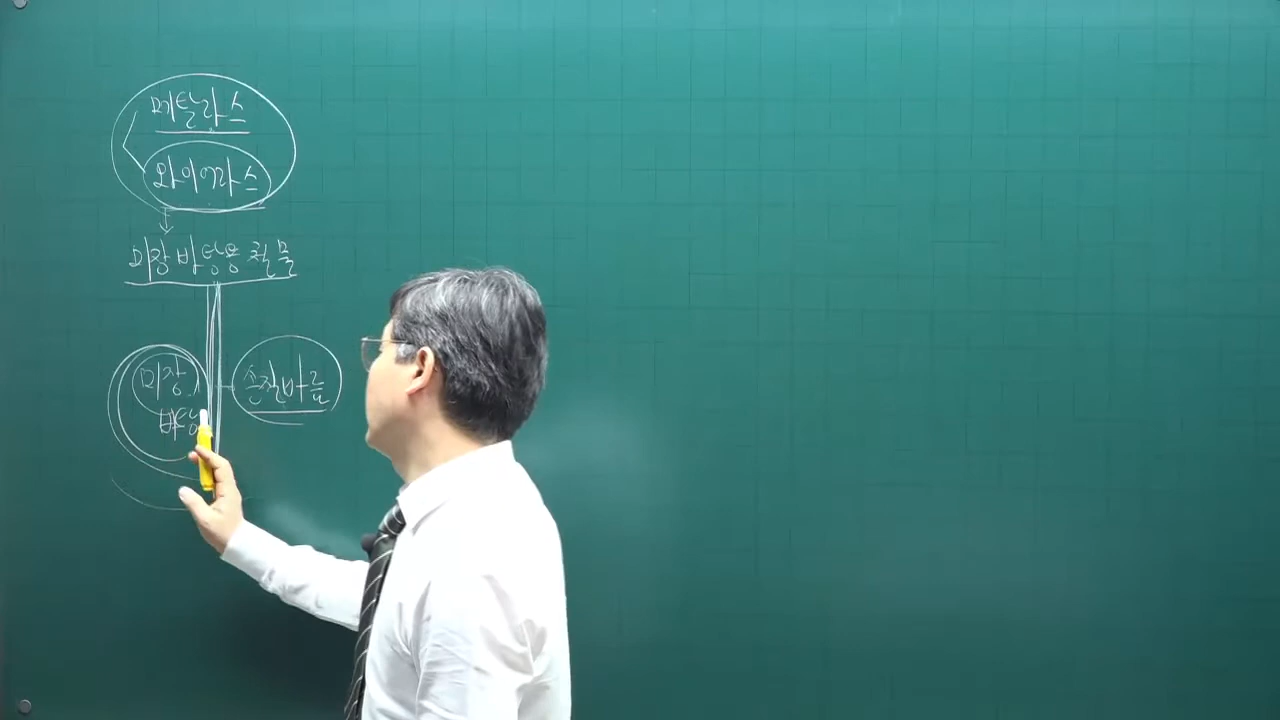 메탈라스
와이어라스
미장 바탕용 철물
미장
바탕
손질바름